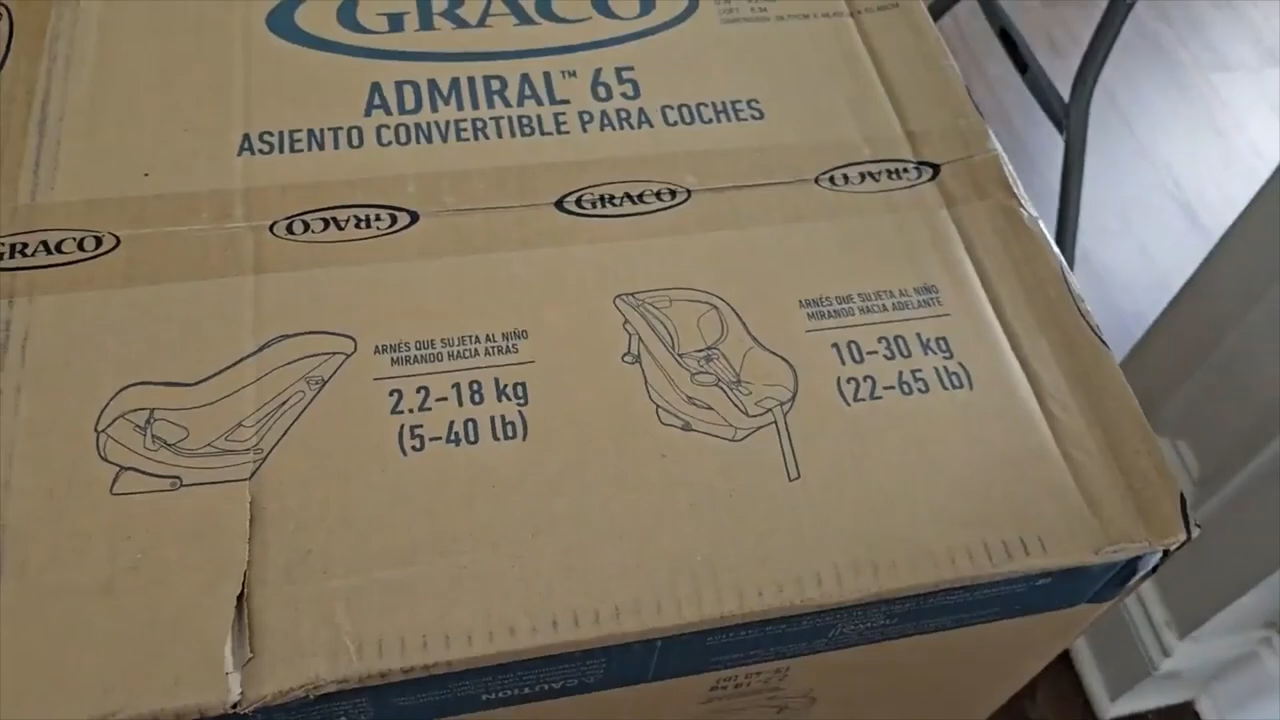 GRACO
ADMIRAL™ 65
ASIENTO CONVERTIBLE PARA COCHES
GRACO
GRACO
GRACO
GRACO
ARNÉS QUE SUJETA AL NIÑO
MIRANDO HACIA ATRÁS
2.2-18 kg
(5-40 lb)
ARNÉS QUE SUJETA AL NIÑO
MIRANDO HACIA ADELANTE
10-30 kg
(22-65 lb)
⚠CAUTION